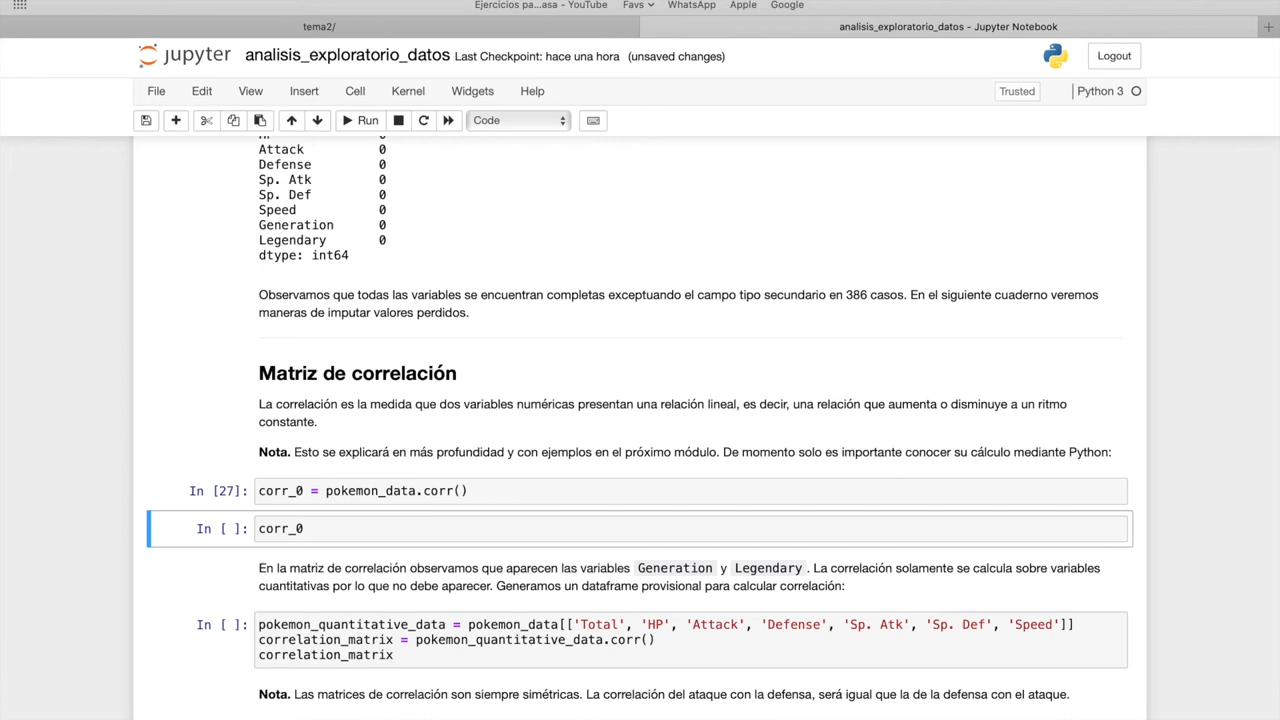 Ejercicios pa...asa - YouTube Favs WhatsApp Apple Google
tema2/ analisis_exploratorio_datos - Jupyter Notebook
jupyter analisis_exploratorio_datos Last Checkpoint: hace una hora (unsaved changes) Logout
File Edit View Insert Cell Kernel Widgets Help Trusted Python 3
Run Code
HP 0
Attack 0
Defense 0
Sp. Atk 0
Sp. Def 0
Speed 0
Generation 0
Legendary 0
dtype: int64
Observamos que todas las variables se encuentran completas exceptuando el campo tipo secundario en 386 casos. En el siguiente cuaderno veremos
maneras de imputar valores perdidos.
Matriz de correlación
La correlación es la medida que dos variables numéricas presentan una relación lineal, es decir, una relación que aumenta o disminuye a un ritmo
constante.
Nota. Esto se explicará en más profundidad y con ejemplos en el próximo módulo. De momento solo es importante conocer su cálculo mediante Python:
In [27]: corr_0 = pokemon_data.corr()
In [ ]: corr_0
En la matriz de correlación observamos que aparecen las variables Generation y Legendary . La correlación solamente se calcula sobre variables
cuantitativas por lo que no debe aparecer. Generamos un dataframe provisional para calcular correlación:
In [ ]: pokemon_quantitative_data = pokemon_data[['Total', 'HP', 'Attack', 'Defense', 'Sp. Atk', 'Sp. Def', 'Speed']]
correlation_matrix = pokemon_quantitative_data.corr()
correlation_matrix
Nota. Las matrices de correlación son siempre simétricas. La correlación del ataque con la defensa, será igual que la de la defensa con el ataque.